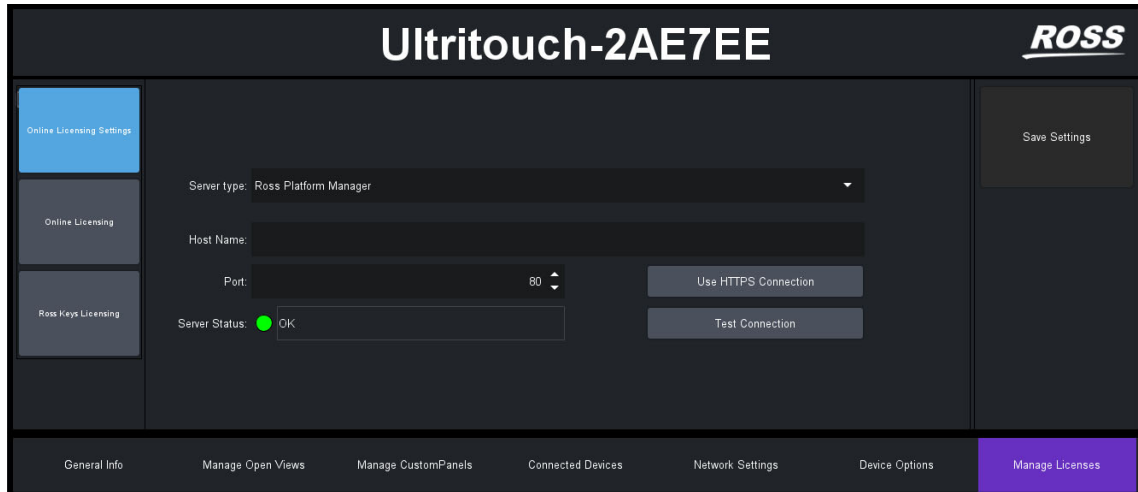 Ultritouch-2AE7EE
ROSS
Online Licensing Settings
Save Settings
Server type: Ross Platform Manager
Online Licensing
Host Name:
Port: 80 Use HTTPS Connection
Ross Keys Licensing
Server Status: OK Test Connection
General Info Manage Open Views Manage CustomPanels Connected Devices Network Settings Device Options Manage Licenses